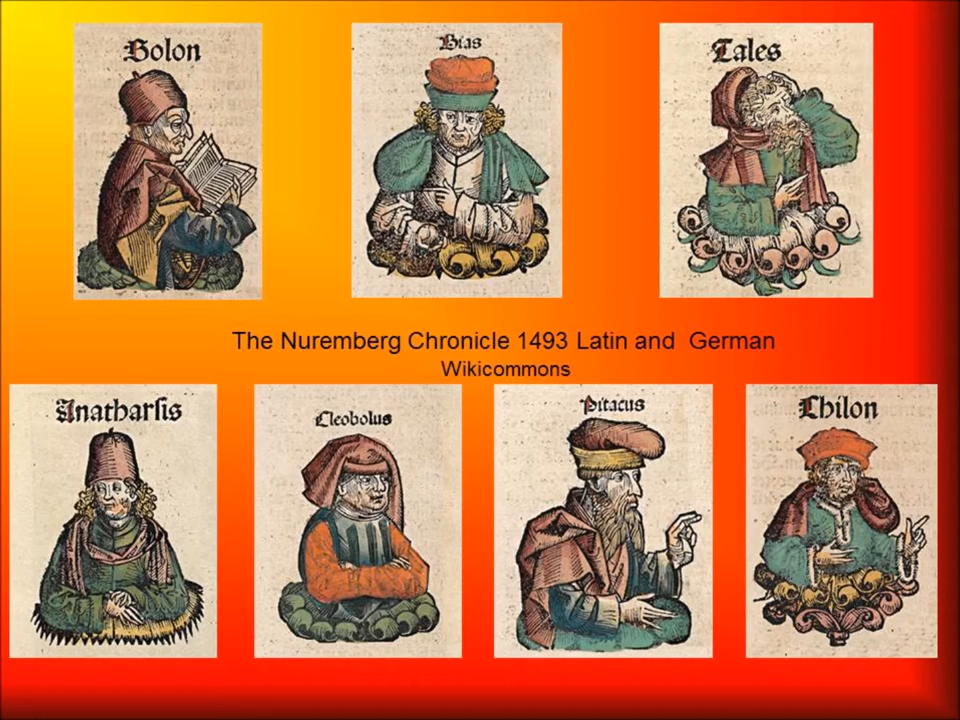 Solon
Bias
Tales
The Nuremberg Chronicle 1493 Latin and German
Wikicommons
Anatharsis
Cleobolus
Pitacus
Chilon